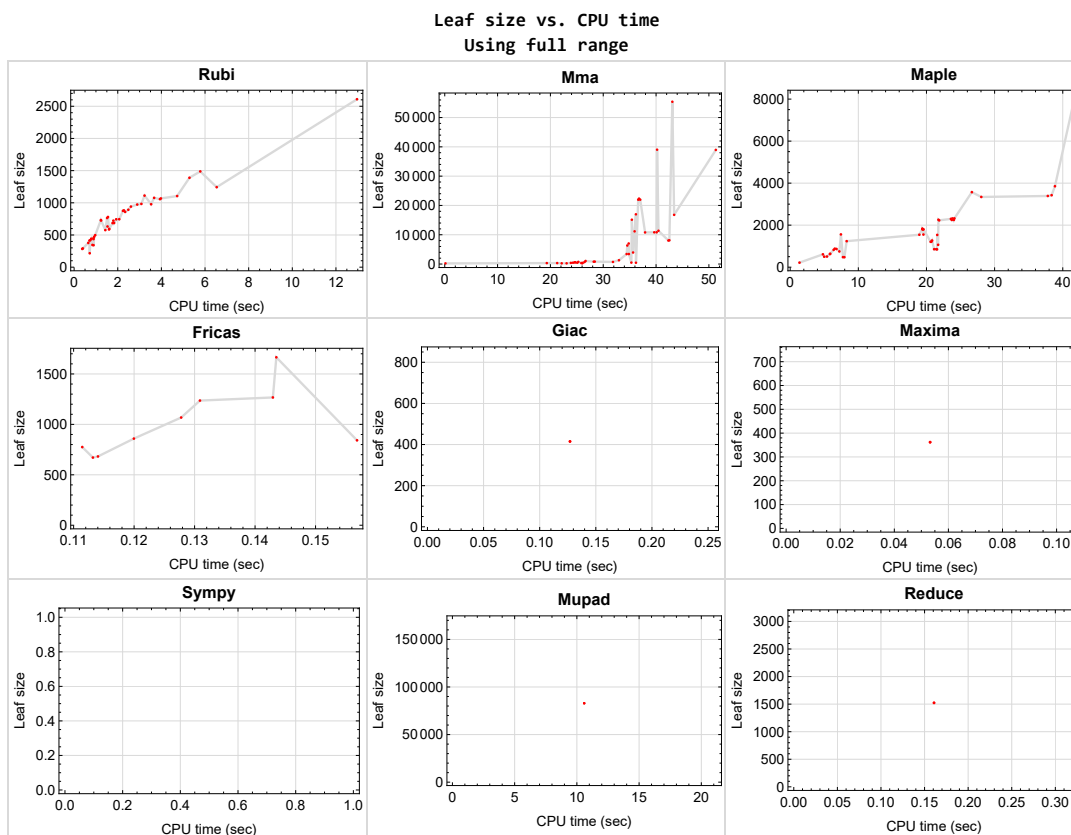 Leaf size vs. CPU time
Using full range
Rubi
Leaf size
2500
2000
1500
1000
500
0
0 2 4 6 8 10 12
CPU time (sec)
Mma
Leaf size
50 000
40 000
30 000
20 000
10 000
0
0 10 20 30 40 50
CPU time (sec)
Maple
Leaf size
8000
6000
4000
2000
0
0 10 20 30 40
CPU time (sec)
Fricas
Leaf size
1500
1000
500
0
0.11 0.12 0.13 0.14 0.15
CPU time (sec)
Giac
Leaf size
800
600
400
200
0
0.00 0.05 0.10 0.15 0.20 0.25
CPU time (sec)
Maxima
Leaf size
700
600
500
400
300
200
100
0
0.00 0.02 0.04 0.06 0.08 0.10
CPU time (sec)
Sympy
Leaf size
1.0
0.8
0.6
0.4
0.2
0.0
0.0 0.2 0.4 0.6 0.8 1.0
CPU time (sec)
Mupad
Leaf size
150 000
100 000
50 000
0
0 5 10 15 20
CPU time (sec)
Reduce
Leaf size
3000
2500
2000
1500
1000
500
0
0.00 0.05 0.10 0.15 0.20 0.25 0.30
CPU time (sec)